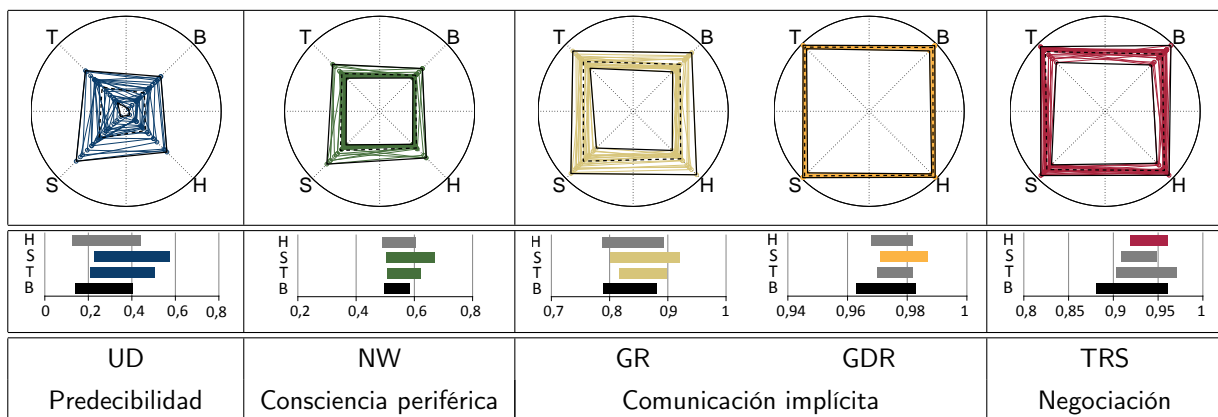 T B T B T B T B T B
S H S H S H S H S H
H H H H H
S S S S S
T T T T T
B B B B B
0 0,2 0,4 0,6 0,8 0,2 0,4 0,6 0,8 0,7 0,8 0,9 1 0,94 0,96 0,98 1 0,8 0,85 0,9 0,95 1
UD NW GR GDR TRS
Predecibilidad Consciencia periférica Comunicación implícita Negociación